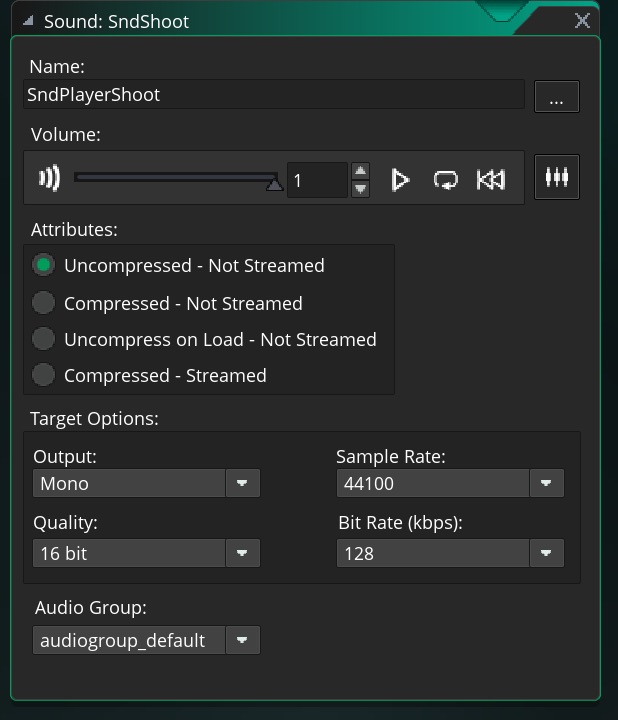 Sound: SndShoot
Name:
SndPlayerShoot
...
Volume:
1
Attributes:
Uncompressed - Not Streamed
Compressed - Not Streamed
Uncompress on Load - Not Streamed
Compressed - Streamed
Target Options:
Output: Sample Rate:
Mono 44100
Quality: Bit Rate (kbps):
16 bit 128
Audio Group:
audiogroup_default